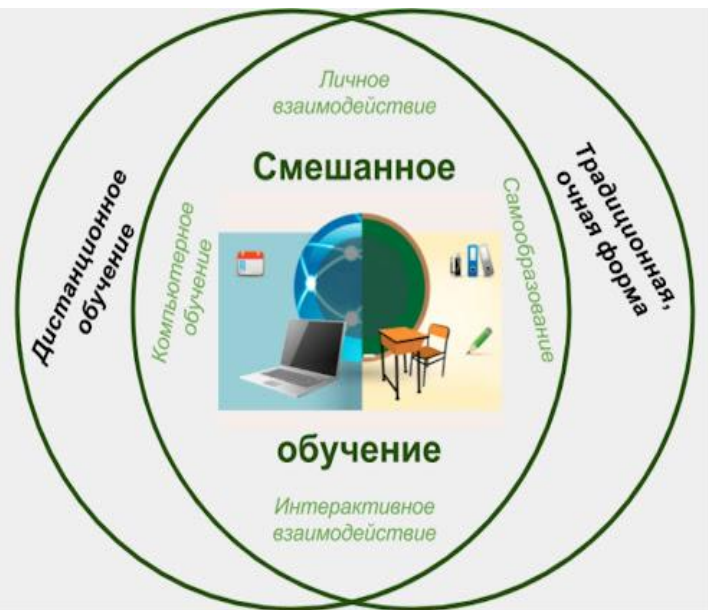 Личное
взаимодействие
Смешанное
Дистанционное
обучение
Компьютерное
обучение
Самообразование
Традиционная,
очная форма
обучение
Интерактивное
взаимодействие